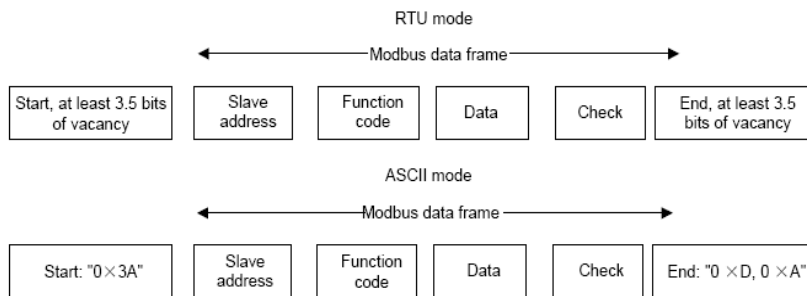 RTU mode
Modbus data frame
Start, at least 3.5 bits
of vacancy
Slave
address
Function
code
Data
Check
End, at least 3.5
bits of vacancy
ASCII mode
Modbus data frame
Start: "0×3A"
Slave
address
Function
code
Data
Check
End: "0 ×D, 0 ×A"